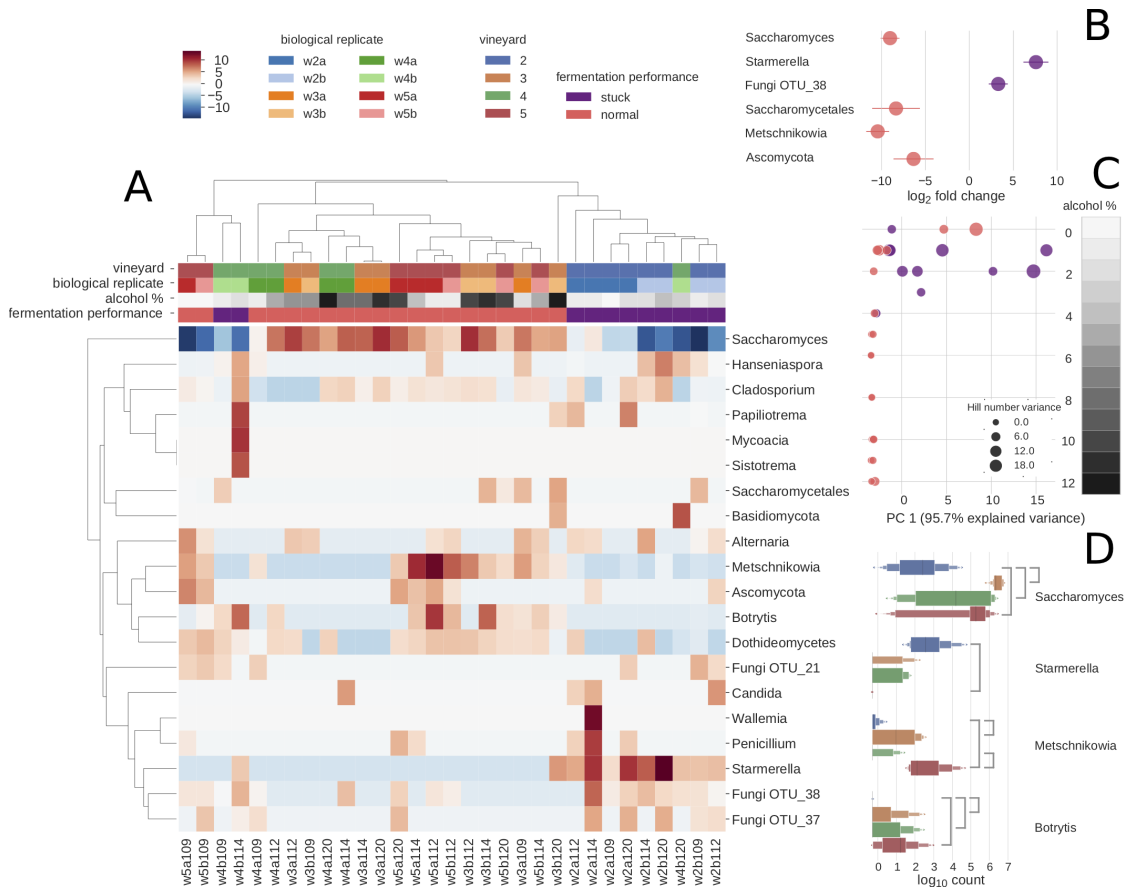 B
biological replicate
vineyard
10
5
0
−5
−10
w2a
w2b
w3a
w3b
w4a
w4b
w5a
w5b
2
3
4
5
fermentation performance
stuck
normal
Saccharomyces
Starmerella
Fungi OTU_38
Saccharomycetales
Metschnikowia
Ascomycota
−10 −5 0 5 10
log2 fold change
A
C
alcohol %
vineyard
biological replicate
alcohol %
fermentation performance
Saccharomyces
Hanseniaspora
Cladosporium
Papiliotrema
Mycoacia
Sistotrema
Saccharomycetales
Basidiomycota
Alternaria
Metschnikowia
Ascomycota
Botrytis
Dothideomycetes
Fungi OTU_21
Candida
Wallemia
Penicillium
Starmerella
Fungi OTU_38
Fungi OTU_37
w5a109
w5b109
w4b109
w4b114
w4a109
w4a112
w3a112
w3b109
w4a120
w4a114
w3a114
w3a120
w5a120
w5a114
w5a112
w5b112
w3b112
w3b114
w5b120
w3a109
w5b114
w3b120
w2a112
w2a114
w2a109
w2a120
w2b114
w2b120
w4b120
w2b109
w2b112
0
2
4
6
8
10
12
Hill number variance
0.0
6.0
12.0
18.0
0 5 10 15
PC 1 (95.7% explained variance)
D
Saccharomyces
Starmerella
Metschnikowia
Botrytis
0 1 2 3 4 5 6 7
log10 count